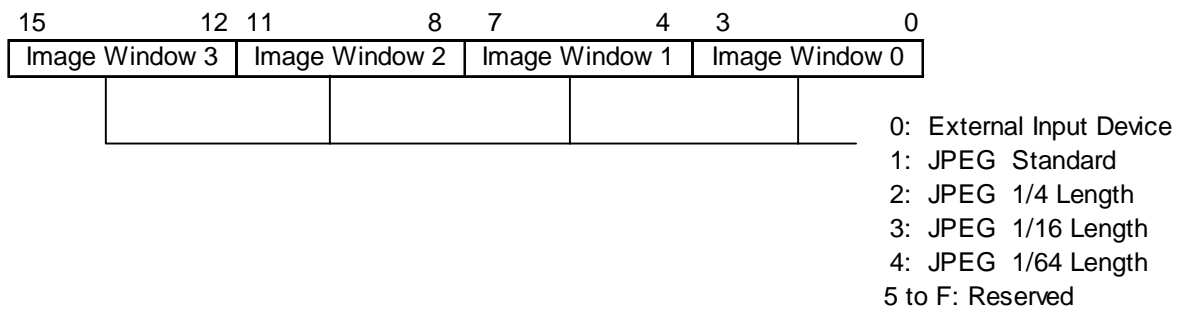 15 12 11 8 7 4 3 0
Image Window 3 Image Window 2 Image Window 1 Image Window 0
0: External Input Device
1: JPEG Standard
2: JPEG 1/4 Length
3: JPEG 1/16 Length
4: JPEG 1/64 Length
5 to F: Reserved